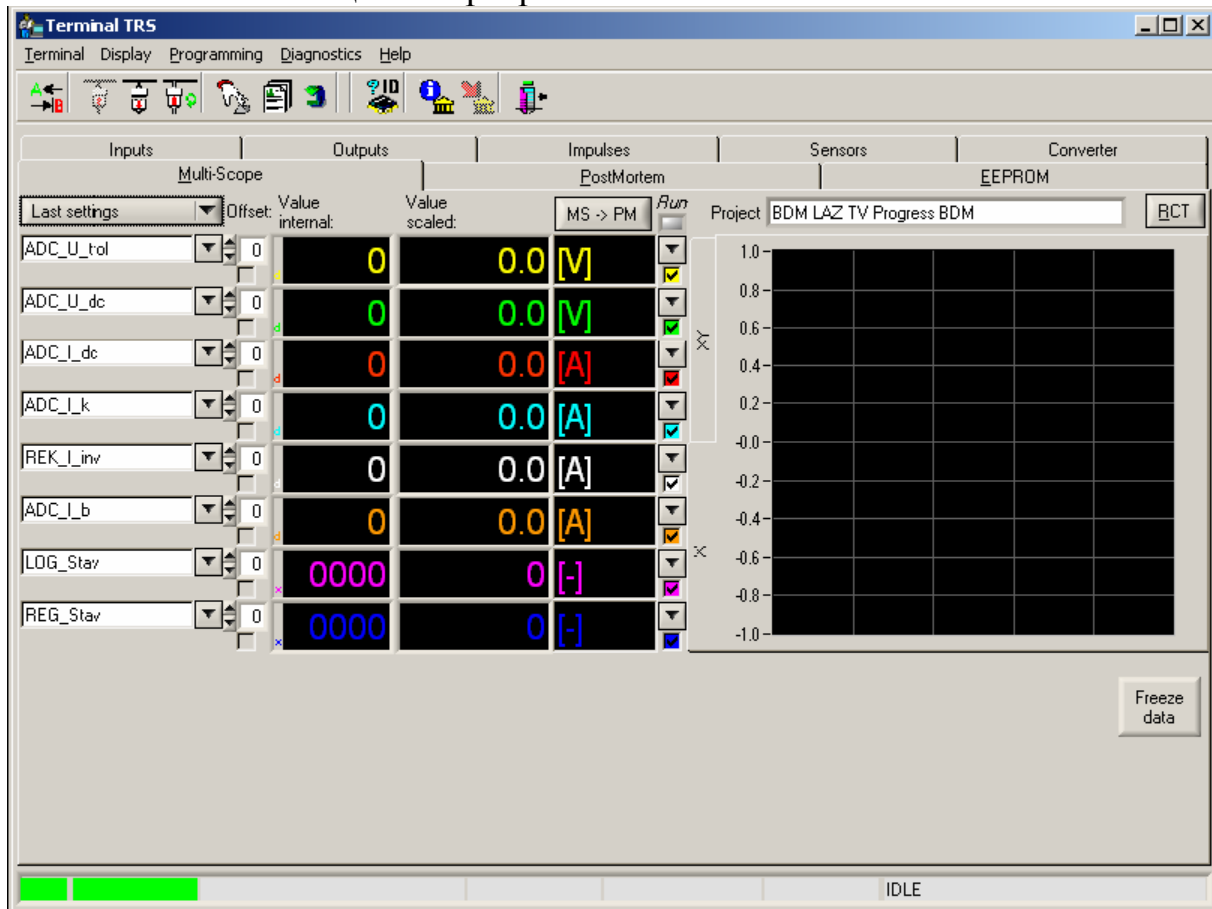 Terminal TRS
Terminal Display Programming Diagnostics Help
A B ?ID
Inputs Outputs Impulses Sensors Converter
Multi-Scope PostMortem EEPROM
Last settings Offset: Value internal: Value scaled: MS -> PM Run Project BDM LAZ TV Progress BDM RCT
ADC_U_trol 0 d 0 0.0 [V]
ADC_U_dc 0 d 0 0.0 [V]
ADC_I_dc 0 d 0 0.0 [A]
ADC_I_k 0 d 0 0.0 [A]
REK_I_inv 0 d 0 0.0 [A]
ADC_I_b 0 d 0 0.0 [A]
LOG_Stav 0 x 0000 0 [-]
REG_Stav 0 x 0000 0 [-]
XY
X
1.0
0.8
0.6
0.4
0.2
-0.0
-0.2
-0.4
-0.6
-0.8
-1.0
Freeze
data
IDLE